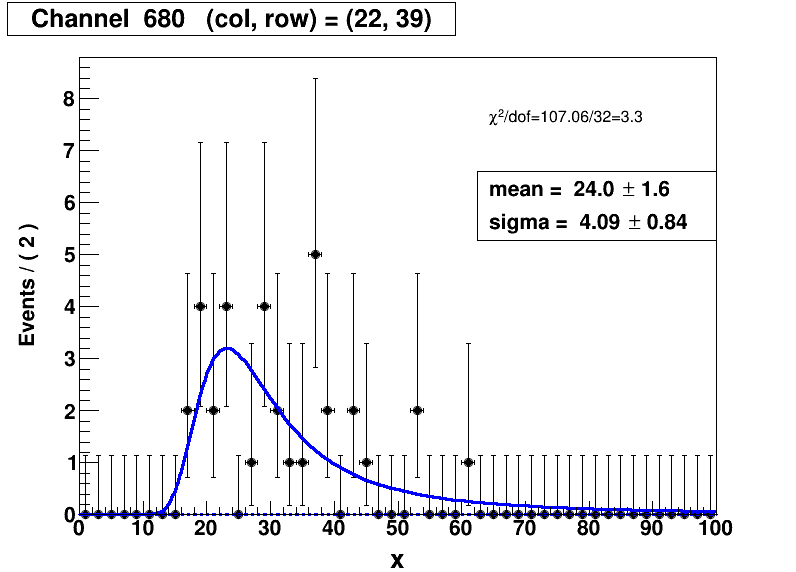 Channel 680 (col, row) = (22, 39)
χ²/dof=107.06/32=3.3
mean = 24.0 ± 1.6
sigma = 4.09 ± 0.84
Events / ( 2 )
8
7
6
5
4
3
2
1
0
0 10 20 30 40 50 60 70 80 90 100
x